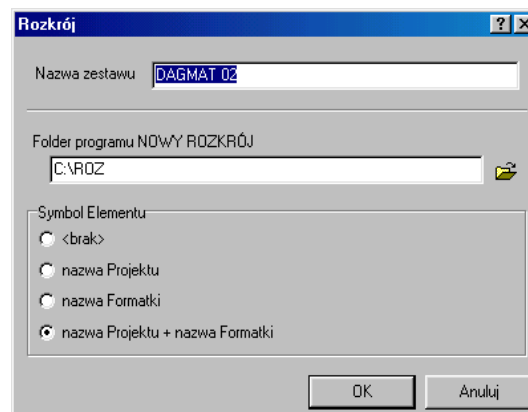 Rozkrój
Nazwa zestawu DAGMAT 02
Folder programu NOWY ROZKRÓJ
C:\ROZ
Symbol Elementu
<brak>
nazwa Projektu
nazwa Formatki
nazwa Projektu + nazwa Formatki
OK Anuluj